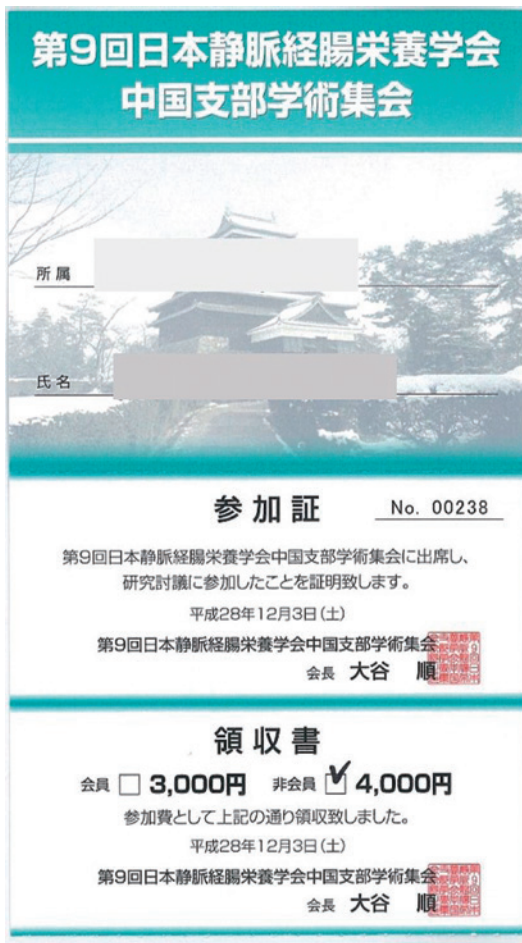 第9回日本静脈経腸栄養学会
中国支部学術集会
所属
氏名
参加証
No. 00238
第9回日本静脈経腸栄養学会中国支部学術集会に出席し、
研究討議に参加したことを証明致します。
平成28年12月3日(土)
第9回日本静脈経腸栄養学会中国支部学術集会
会長 大谷 順
領収書
会員 □ 3,000円 非会員 ☑ 4,000円
参加費として上記の通り領収致しました。
平成28年12月3日(土)
第9回日本静脈経腸栄養学会中国支部学術集会
会長 大谷 順